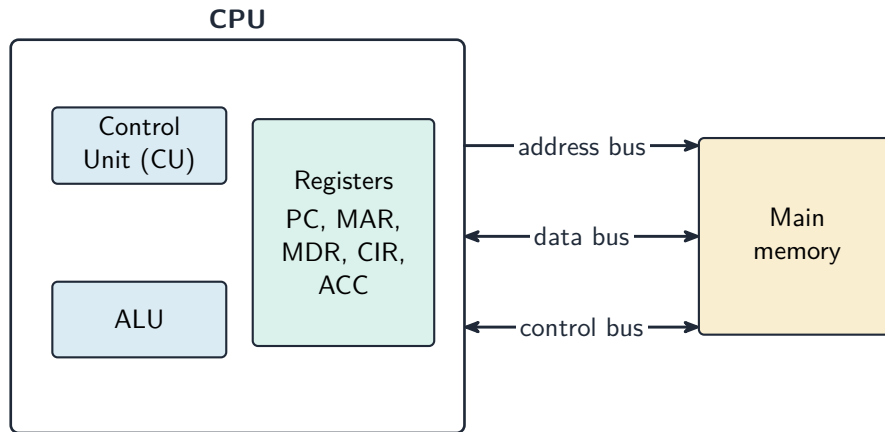 CPU
Control
Unit (CU)
Registers
PC, MAR,
MDR, CIR,
ACC
ALU
address bus
data bus
control bus
Main
memory